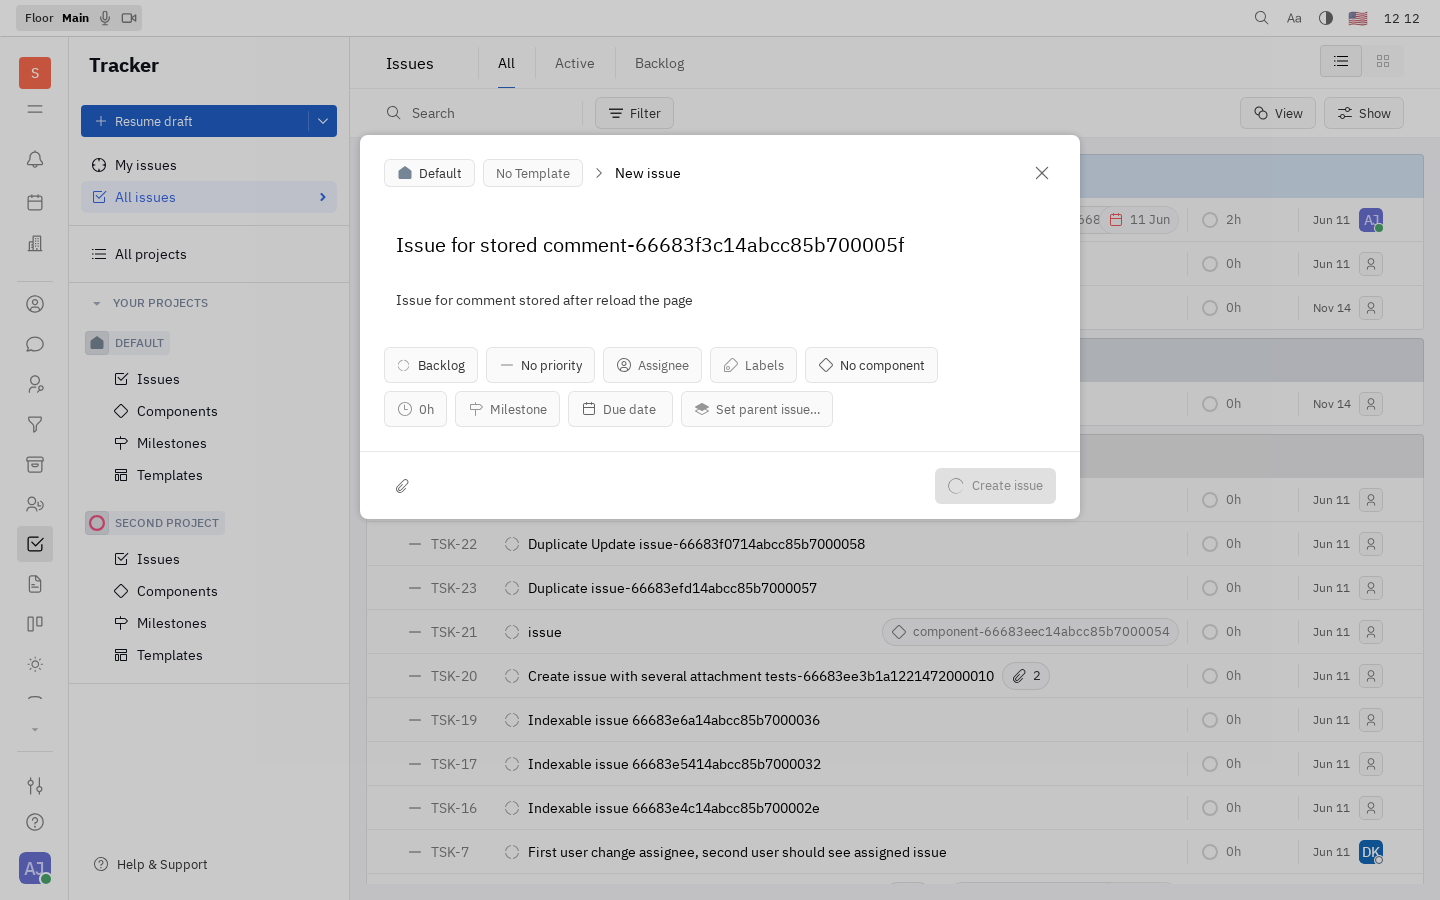 Floor Main
Aa
12 12
S
Tracker
Resume draft
My issues
All issues
All projects
YOUR PROJECTS
DEFAULT
Issues
Components
Milestones
Templates
SECOND PROJECT
Issues
Components
Milestones
Templates
Help & Support
AJ
Issues
All
Active
Backlog
Search
Filter
View
Show
Default
No Template
New issue
Issue for stored comment-66683f3c14abcc85b700005f
Issue for comment stored after reload the page
Backlog
No priority
Assignee
Labels
No component
0h
Milestone
Due date
Set parent issue...
Create issue
668 11 Jun 2h Jun 11 AJ
0h Jun 11
0h Nov 14
0h Nov 14
0h Jun 11
TSK-22 Duplicate Update issue-66683f0714abcc85b7000058 0h Jun 11
TSK-23 Duplicate issue-66683efd14abcc85b7000057 0h Jun 11
TSK-21 issue component-66683eec14abcc85b7000054 0h Jun 11
TSK-20 Create issue with several attachment tests-66683ee3b1a1221472000010 2 0h Jun 11
TSK-19 Indexable issue 66683e6a14abcc85b7000036 0h Jun 11
TSK-17 Indexable issue 66683e5414abcc85b7000032 0h Jun 11
TSK-16 Indexable issue 66683e4c14abcc85b700002e 0h Jun 11
TSK-7 First user change assignee, second user should see assigned issue 0h Jun 11 DK